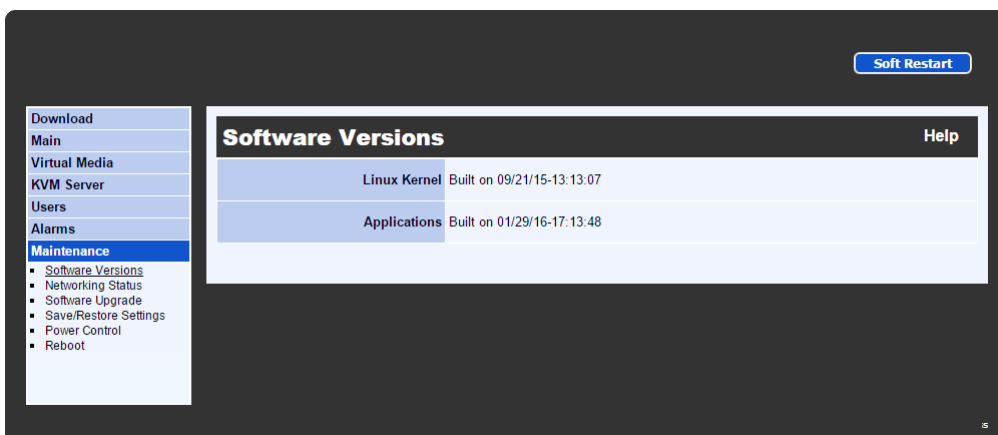 Soft Restart
Download
Main
Virtual Media
KVM Server
Users
Alarms
Maintenance
Software Versions
Networking Status
Software Upgrade
Save/Restore Settings
Power Control
Reboot
Software Versions
Help
Linux Kernel Built on 09/21/15-13:13:07
Applications Built on 01/29/16-17:13:48